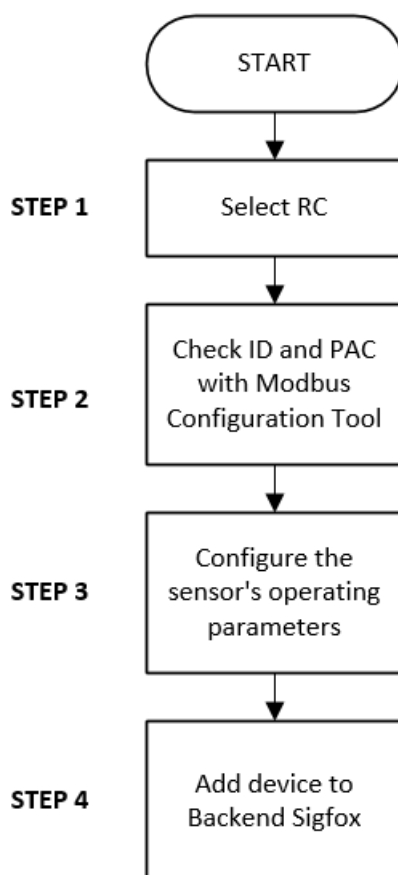 START
STEP 1
Select RC
STEP 2
Check ID and PAC
with Modbus
Configuration Tool
STEP 3
Configure the
sensor's operating
parameters
STEP 4
Add device to
Backend Sigfox